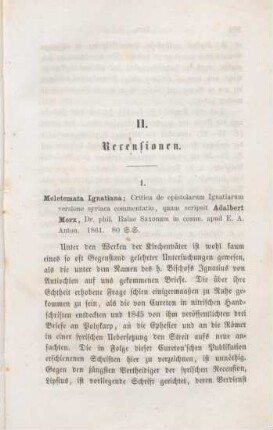 II.
Recensionen.
1.
Meletemata Ignatiana; Critica de epistolarum Ignatiarum
versione syriaca commentatio, quam scripsit Adalbert
Merx, Dr. phil. Halae Saxonum in comm. apud E. A.
Anton. 1861. 80 S.S.
Unter den Werken der Kirchenväter ist wohl kaum
eines so oft Gegenstand gelehrter Untersuchungen gewesen,
als die unter dem Namen des h. Bischofs Ignatius von
Antiochien auf uns gekommenen Briefe. Die über ihre
Echtheit erhobene Frage schien einigermaßen zu Ruhe ge-
kommen zu sein, als die von Cureton in nitrischen Hand-
schriften entdeckten und 1845 von ihm veröffentlichten drei
Briefe an Polykarp, an die Epheser und an die Römer
in einer syrischen Uebersetzung den Streit aufs neue an-
fachten. Die in Folge dieser Cureton'schen Publikation
erschienenen Schriften hier zu verzeichnen, ist unnöthig.
Gegen den jüngsten Vertheidiger der syrischen Recension,
Lipsius, ist vorliegende Schrift gerichtet, deren Verdienst